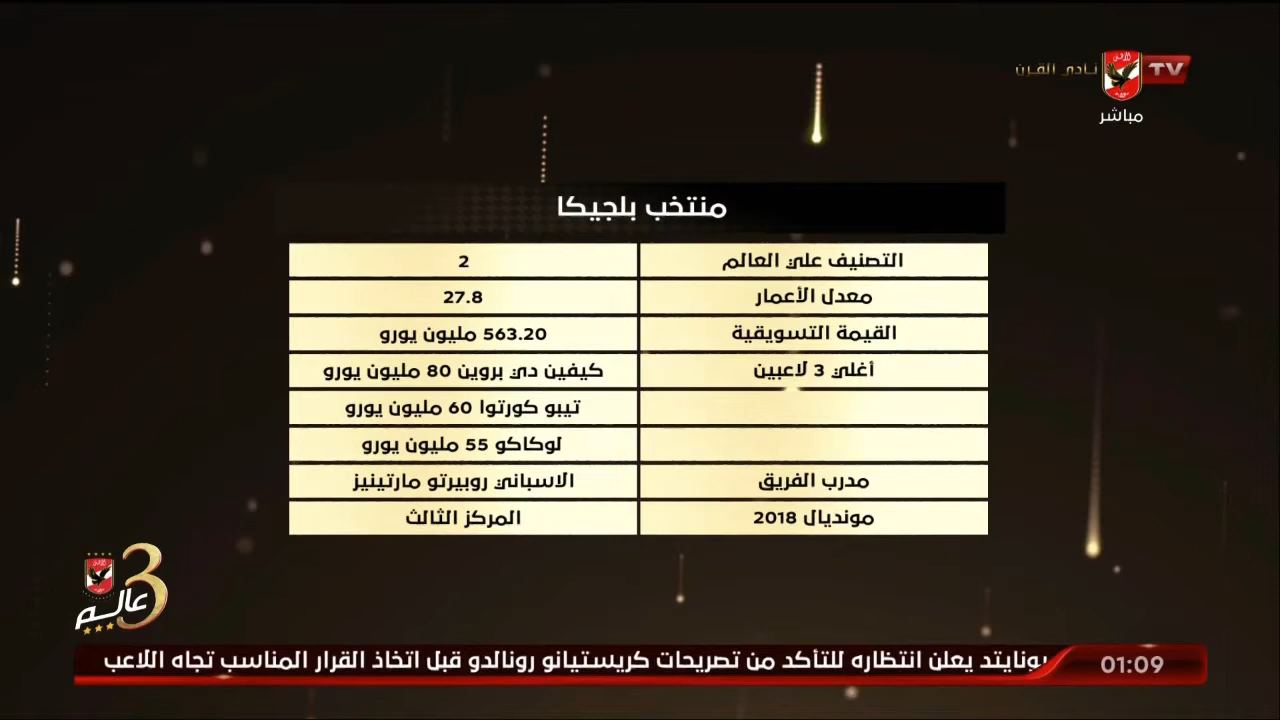 نادي القرن TV
مباشر
منتخب بلجيكا
التصنيف علي العالم 2
معدل الأعمار 27.8
القيمة التسويقية 563.20 مليون يورو
أغلي 3 لاعبين كيفين دي بروين 80 مليون يورو
تيبو كورتوا 60 مليون يورو
لوكاكو 55 مليون يورو
مدرب الفريق الاسباني روبيرتو مارتينيز
مونديال 2018 المركز الثالث
3 عالم
01:09 يونايتد يعلن انتظاره للتأكد من تصريحات كريستيانو رونالدو قبل اتخاذ القرار المناسب تجاه اللاعب